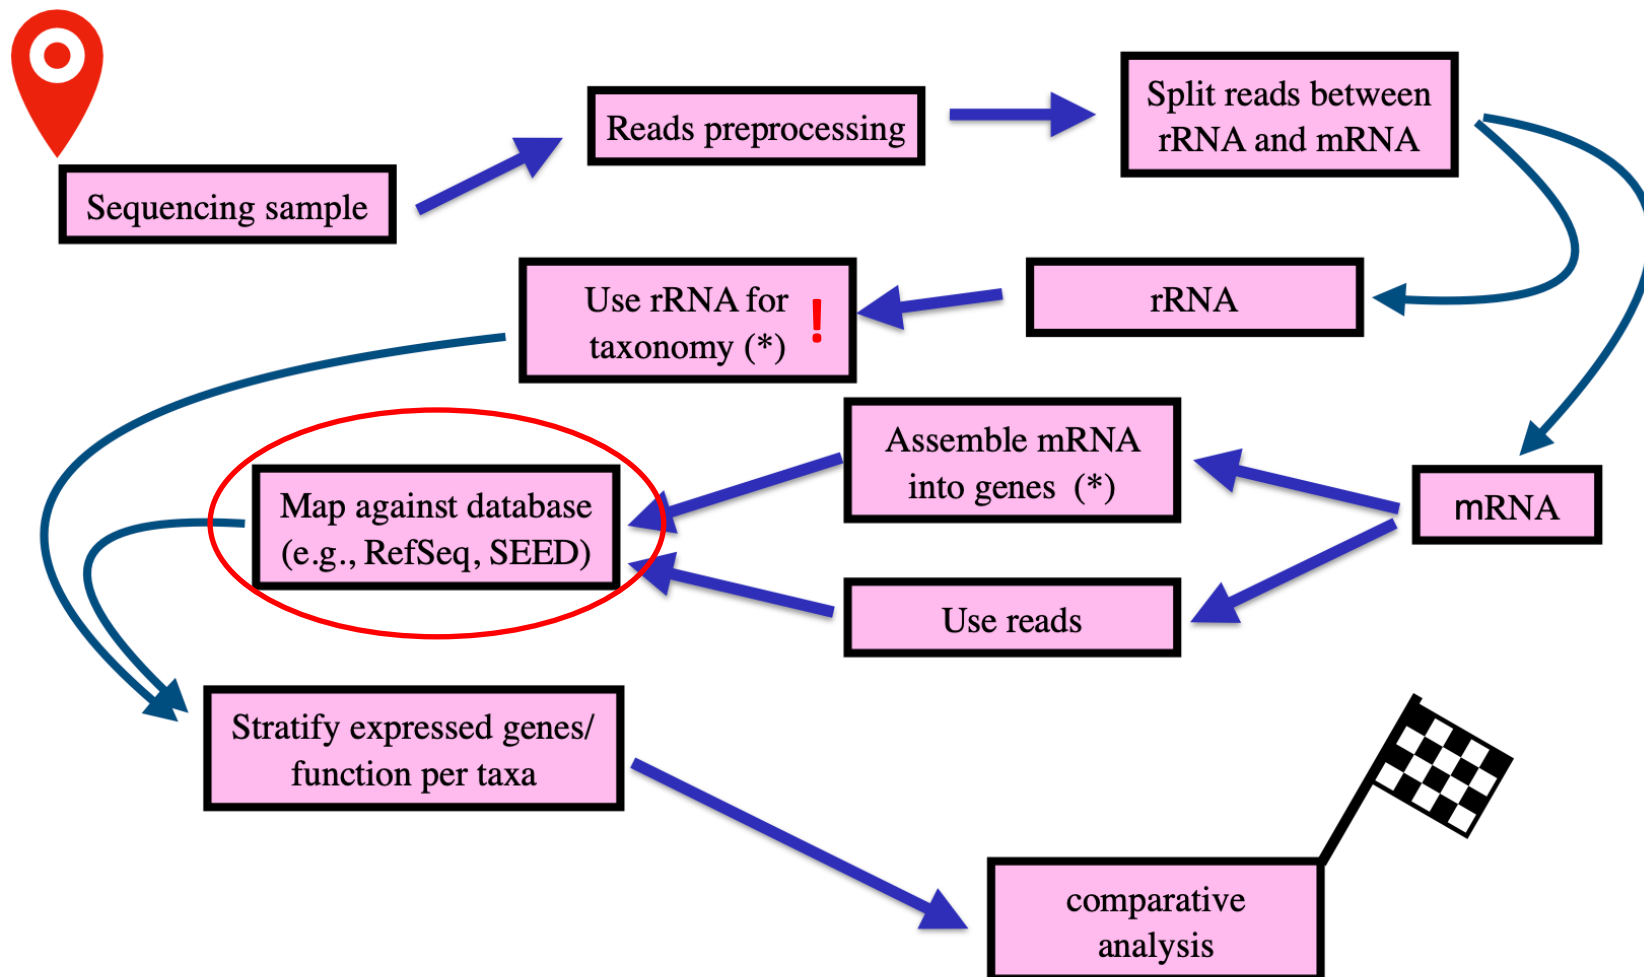 Sequencing sample
Reads preprocessing
Split reads between
rRNA and mRNA
rRNA
Use rRNA for
taxonomy (*) !
mRNA
Assemble mRNA
into genes (*)
Use reads
Map against database
(e.g., RefSeq, SEED)
Stratify expressed genes/
function per taxa
comparative
analysis